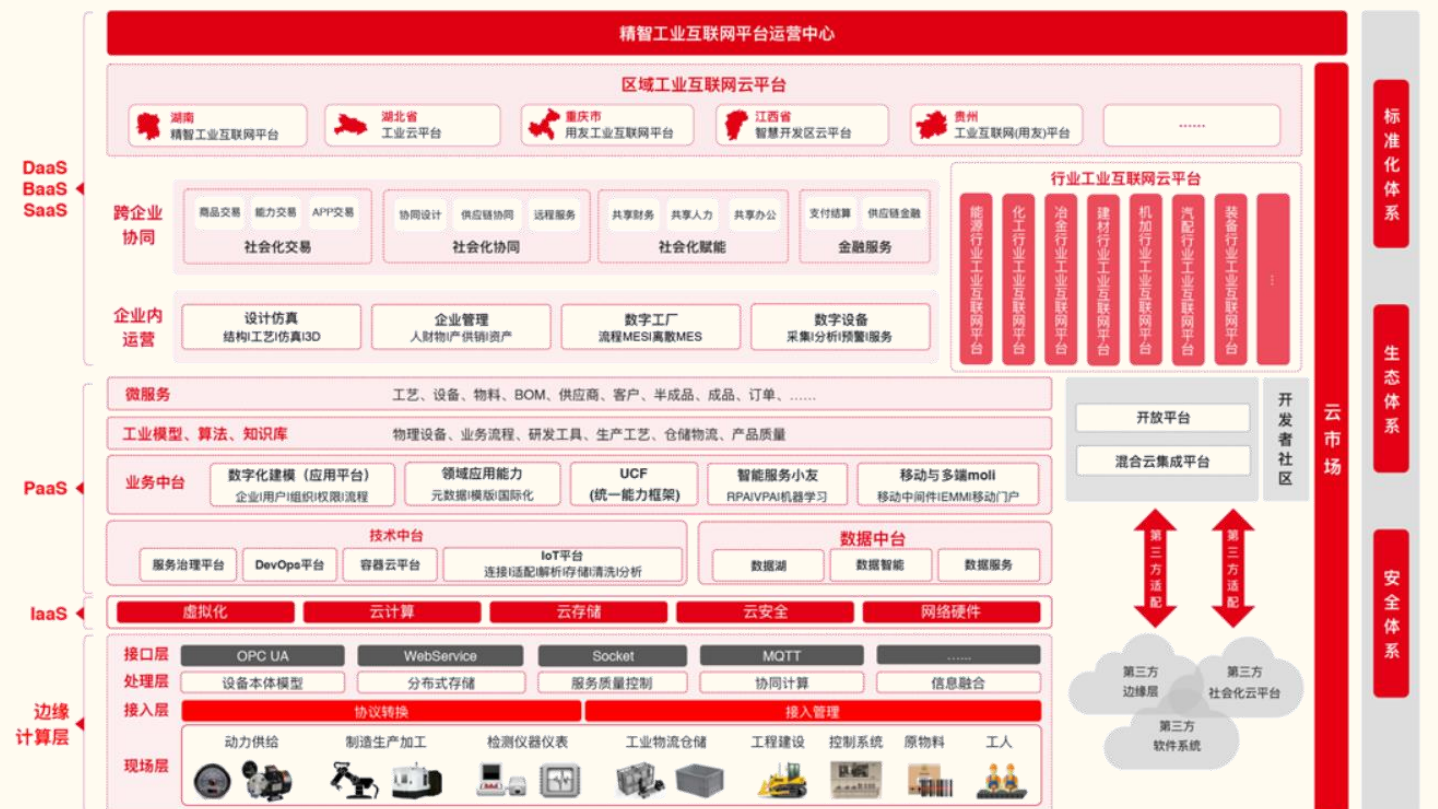 精智工业互联网平台运营中心
区域工业互联网云平台
湖南
精智工业互联网平台
湖北省
工业云平台
重庆市
用友工业互联网平台
江西省
智慧开发区云平台
贵州
工业互联网(用友)平台
......
DaaS
BaaS
SaaS
跨企业
协同
商品交易
能力交易
APP交易
社会化交易
协同设计
供应链协同
远程服务
社会化协同
共享财务
共享人力
共享办公
社会化赋能
支付结算
供应链金融
金融服务
企业内
运营
设计仿真
结构|工艺|仿真|3D
企业管理
人财物|产供销|资产
数字工厂
流程MES|离散MES
数字设备
采集|分析|预警|服务
行业工业互联网云平台
能源行业工业互联网平台
化工行业工业互联网平台
冶金行业工业互联网平台
建材行业工业互联网平台
机加行业工业互联网平台
汽配行业工业互联网平台
装备行业工业互联网平台
...
PaaS
微服务
工艺、设备、物料、BOM、供应商、客户、半成品、成品、订单、……
工业模型、算法、知识库
物理设备、业务流程、研发工具、生产工艺、仓储物流、产品质量
业务中台
数字化建模（应用平台）
企业|用户|组织|权限|流程
领域应用能力
元数据|模版|国际化
UCF
(统一能力框架)
智能服务小友
RPA|VPA|机器学习
移动与多端moli
移动中间件|EMM|移动门户
技术中台
服务治理平台
DevOps平台
容器云平台
IoT平台
连接|适配|解析|存储|清洗|分析
数据中台
数据湖
数据智能
数据服务
开放平台
混合云集成平台
开发者社区
云市场
IaaS
虚拟化
云计算
云存储
云安全
网络硬件
边缘
计算层
接口层
OPC UA
WebService
Socket
MQTT
......
处理层
设备本体模型
分布式存储
服务质量控制
协同计算
信息融合
接入层
协议转换
接入管理
现场层
动力供给
制造生产加工
检测仪器仪表
工业物流仓储
工程建设
控制系统
原物料
工人
第三方适配
第三方适配
第三方
边缘层
第三方
社会化云平台
第三方
软件系统
标准化体系
生态体系
安全体系